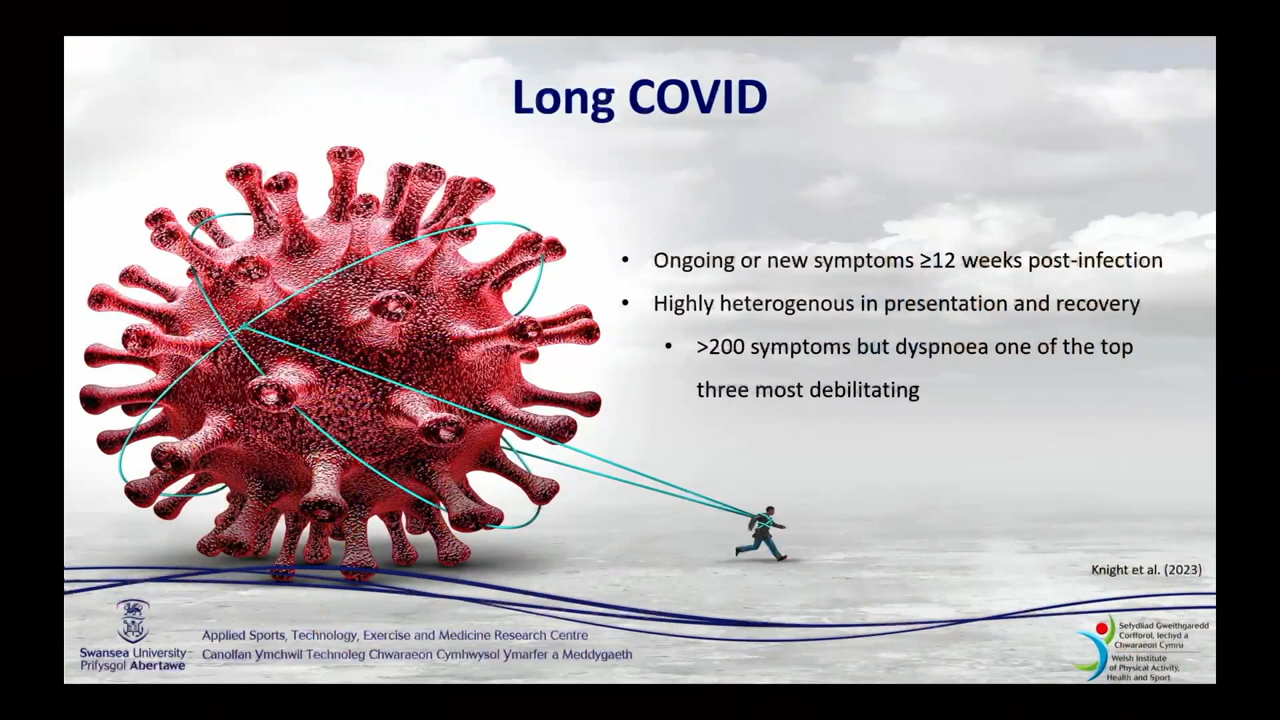 Long COVID
• Ongoing or new symptoms ≥12 weeks post-infection
• Highly heterogenous in presentation and recovery
• >200 symptoms but dyspnoea one of the top
three most debilitating
Knight et al. (2023)
Swansea University
Prifysgol Abertawe
Applied Sports, Technology, Exercise and Medicine Research Centre
Canolfan Ymchwil Technoleg Chwaraeon Cymhwysol Ymarfer a Meddygaeth
Sefydliad Gweithgaredd
Corfforol, Iechyd a
Chwaraeon Cymru
Welsh Institute
of Physical Activity,
Health and Sport